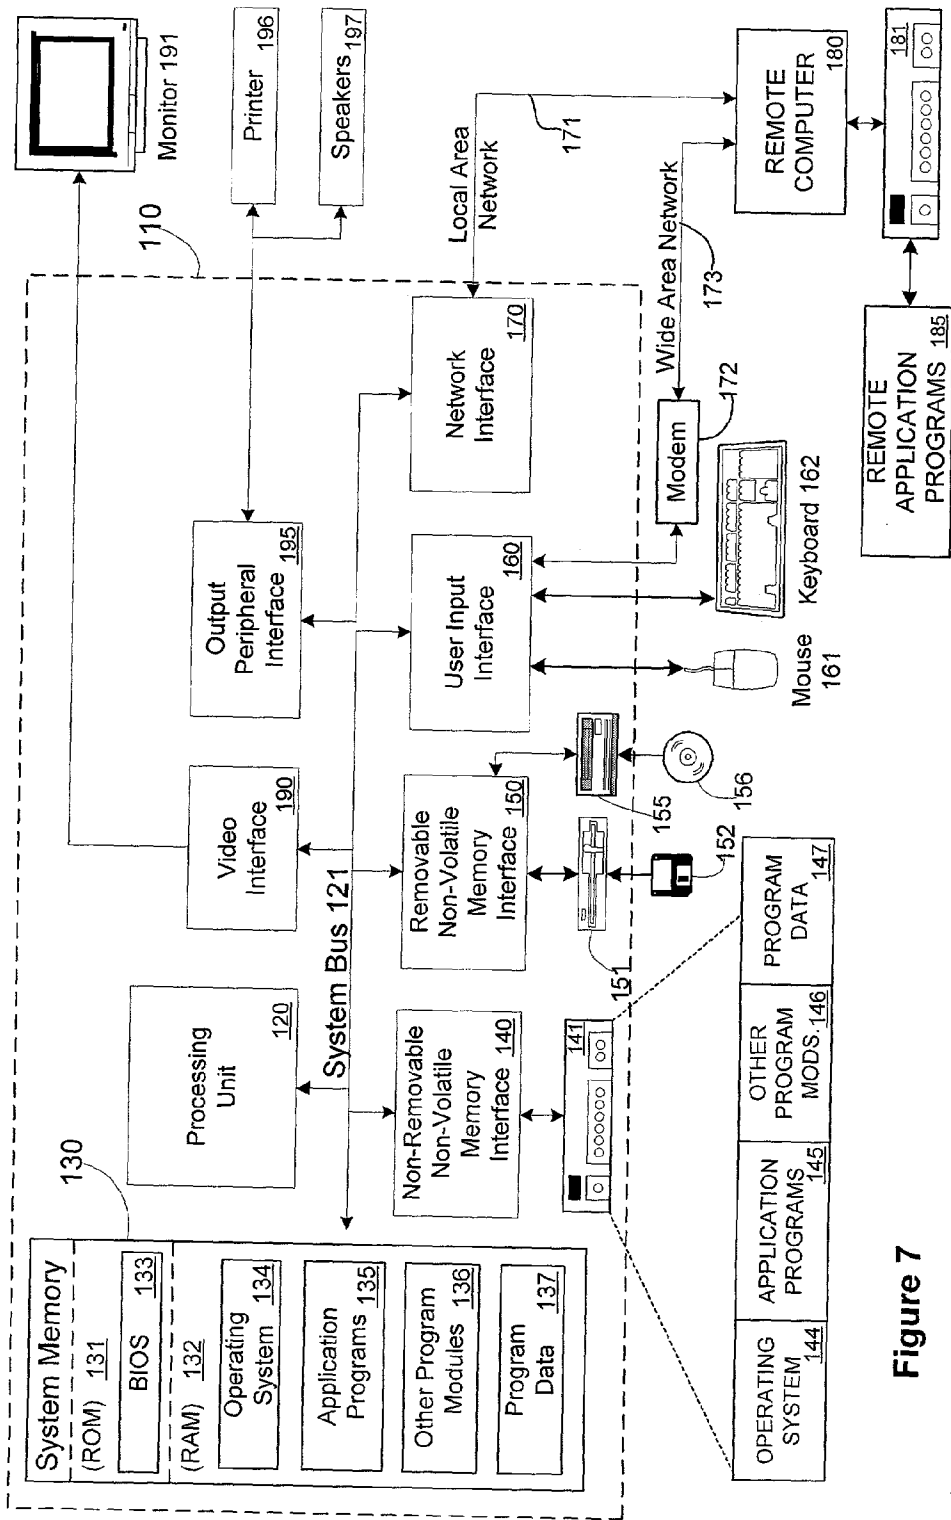 System Memory
(ROM) 131
BIOS 133
(RAM) 132
Operating
System 134
Application
Programs 135
Other Program
Modules 136
Program
Data 137
130
Processing
Unit
120
Video
Interface
190
Output
Peripheral
Interface
195
110
Monitor 191
Printer 196
Speakers 197
System Bus 121
Non-Removable
Non-Volatile
Memory
Interface 140
Removable
Non-Volatile
Memory
Interface 150
User Input
Interface
160
Network
Interface
170
Local Area
Network
171
141
151
152
155
156
Mouse
161
Keyboard 162
Modem
172
Wide Area Network
173
REMOTE
COMPUTER
180
181
REMOTE
APPLICATION
PROGRAMS 185
OPERATING
SYSTEM 144
APPLICATION
PROGRAMS 145
OTHER
PROGRAM
MODS. 146
PROGRAM
DATA 147
Figure 7